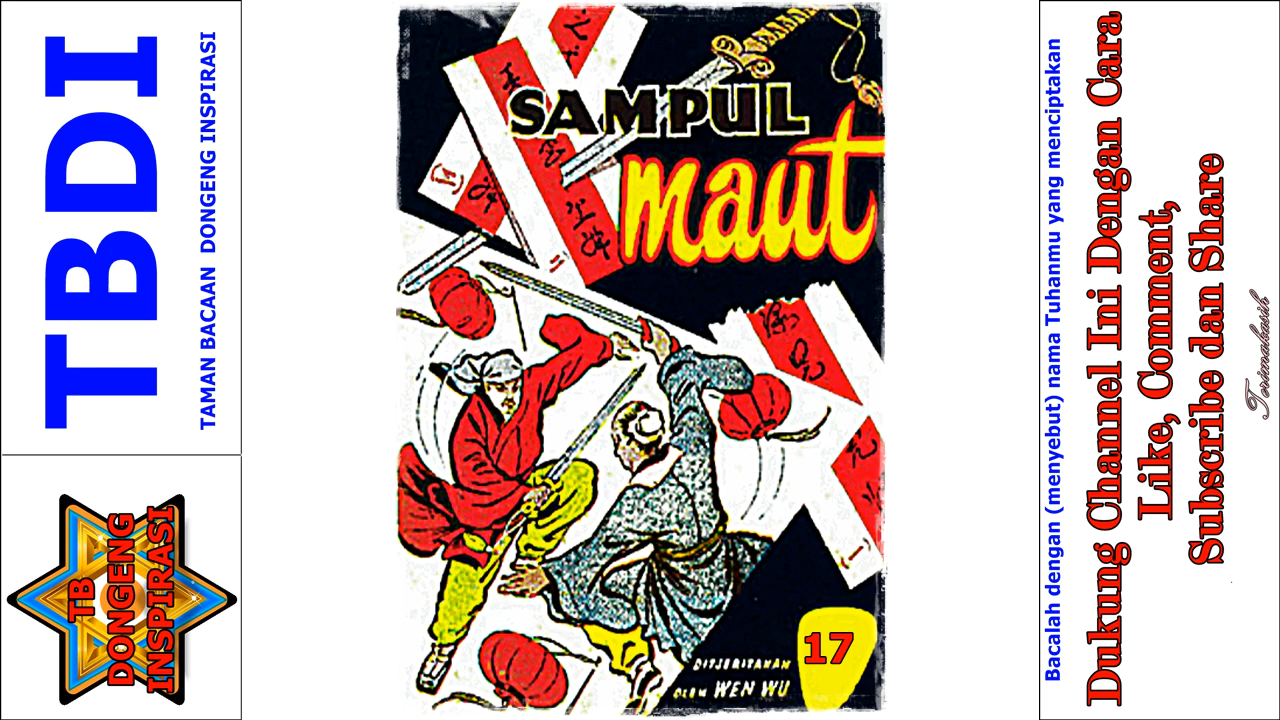 TBDI
TAMAN BACAAN DONGENG INSPIRASI
TB
DONGENG
INSPIRASI
SAMPUL
maut
17
DITJERITAKAN
OLEH WEN WU
Bacalah dengan (menyebut) nama Tuhanmu yang menciptakan
Dukung Channel Ini Dengan Cara
Like, Comment,
Subscribe dan Share
Terimakasih